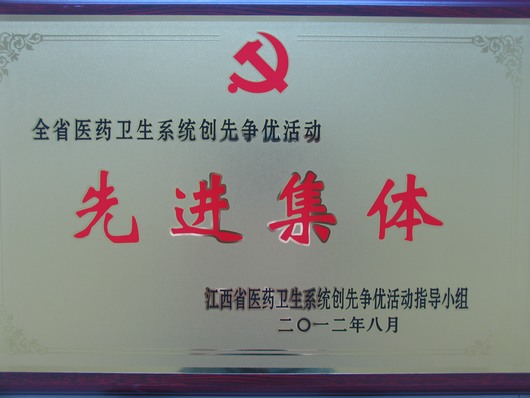 全省医药卫生系统创先争优活动
先进集体
江西省医药卫生系统创先争优活动指导小组
二〇一二年八月